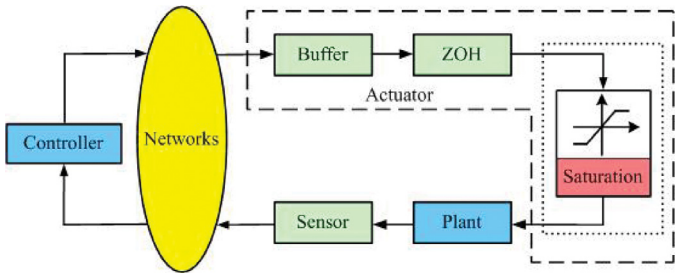 Buffer
ZOH
Actuator
Controller
Networks
Saturation
Sensor
Plant